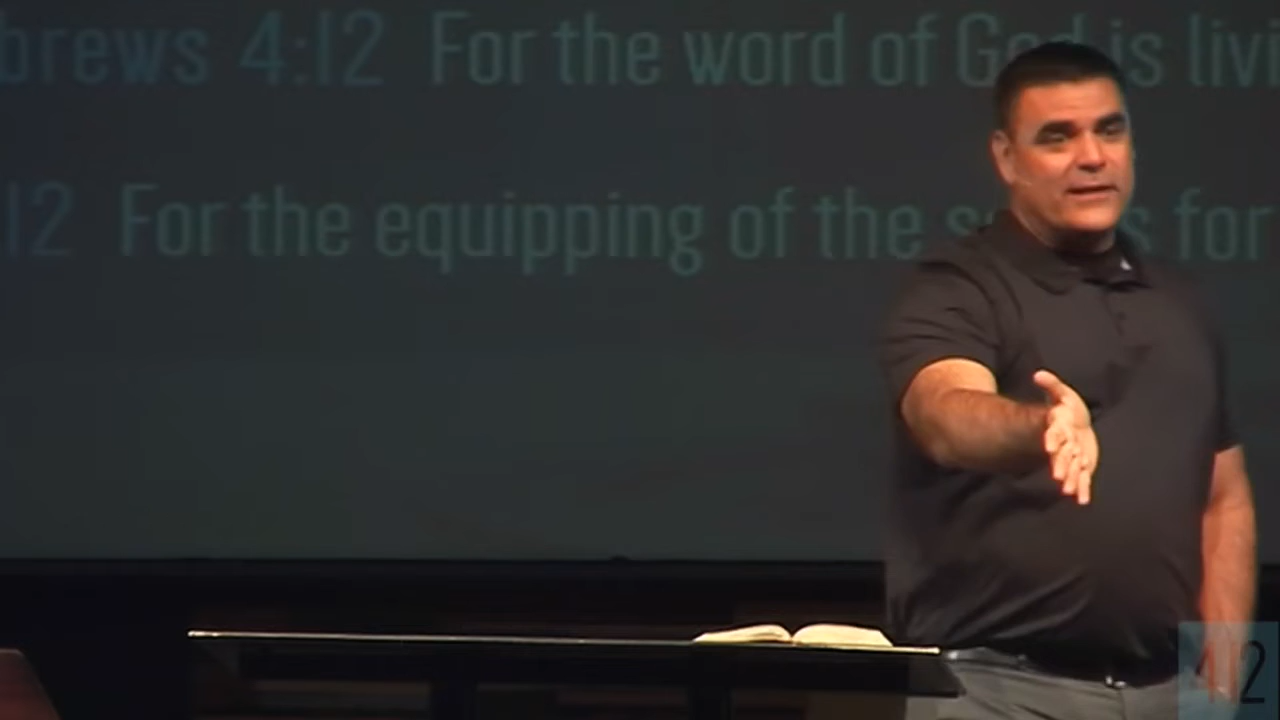 brews 4:12 For the word of God is livi
12 For the equipping of the s s for
412